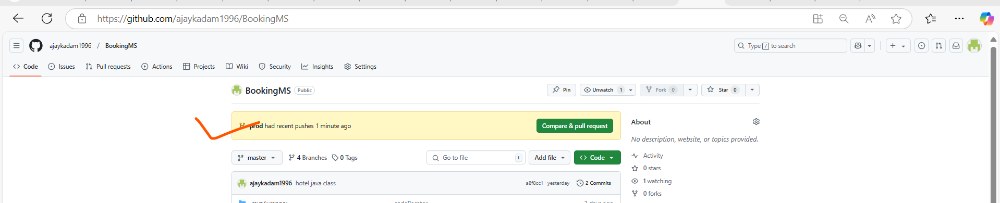 https://github.com/ajaykadam1996/BookingMS
ajaykadam1996 / BookingMS
Type / to search
Code Issues Pull requests Actions Projects Wiki Security Insights Settings
BookingMS Public
Pin Unwatch 1 Fork 0 Star 0
prod had recent pushes 1 minute ago
Compare & pull request
About
No description, website, or topics provided.
master 4 Branches 0 Tags
Go to file t Add file Code
Activity
0 stars
1 watching
0 forks
ajaykadam1996 hotel java class a8f8cc1 · yesterday 2 Commits